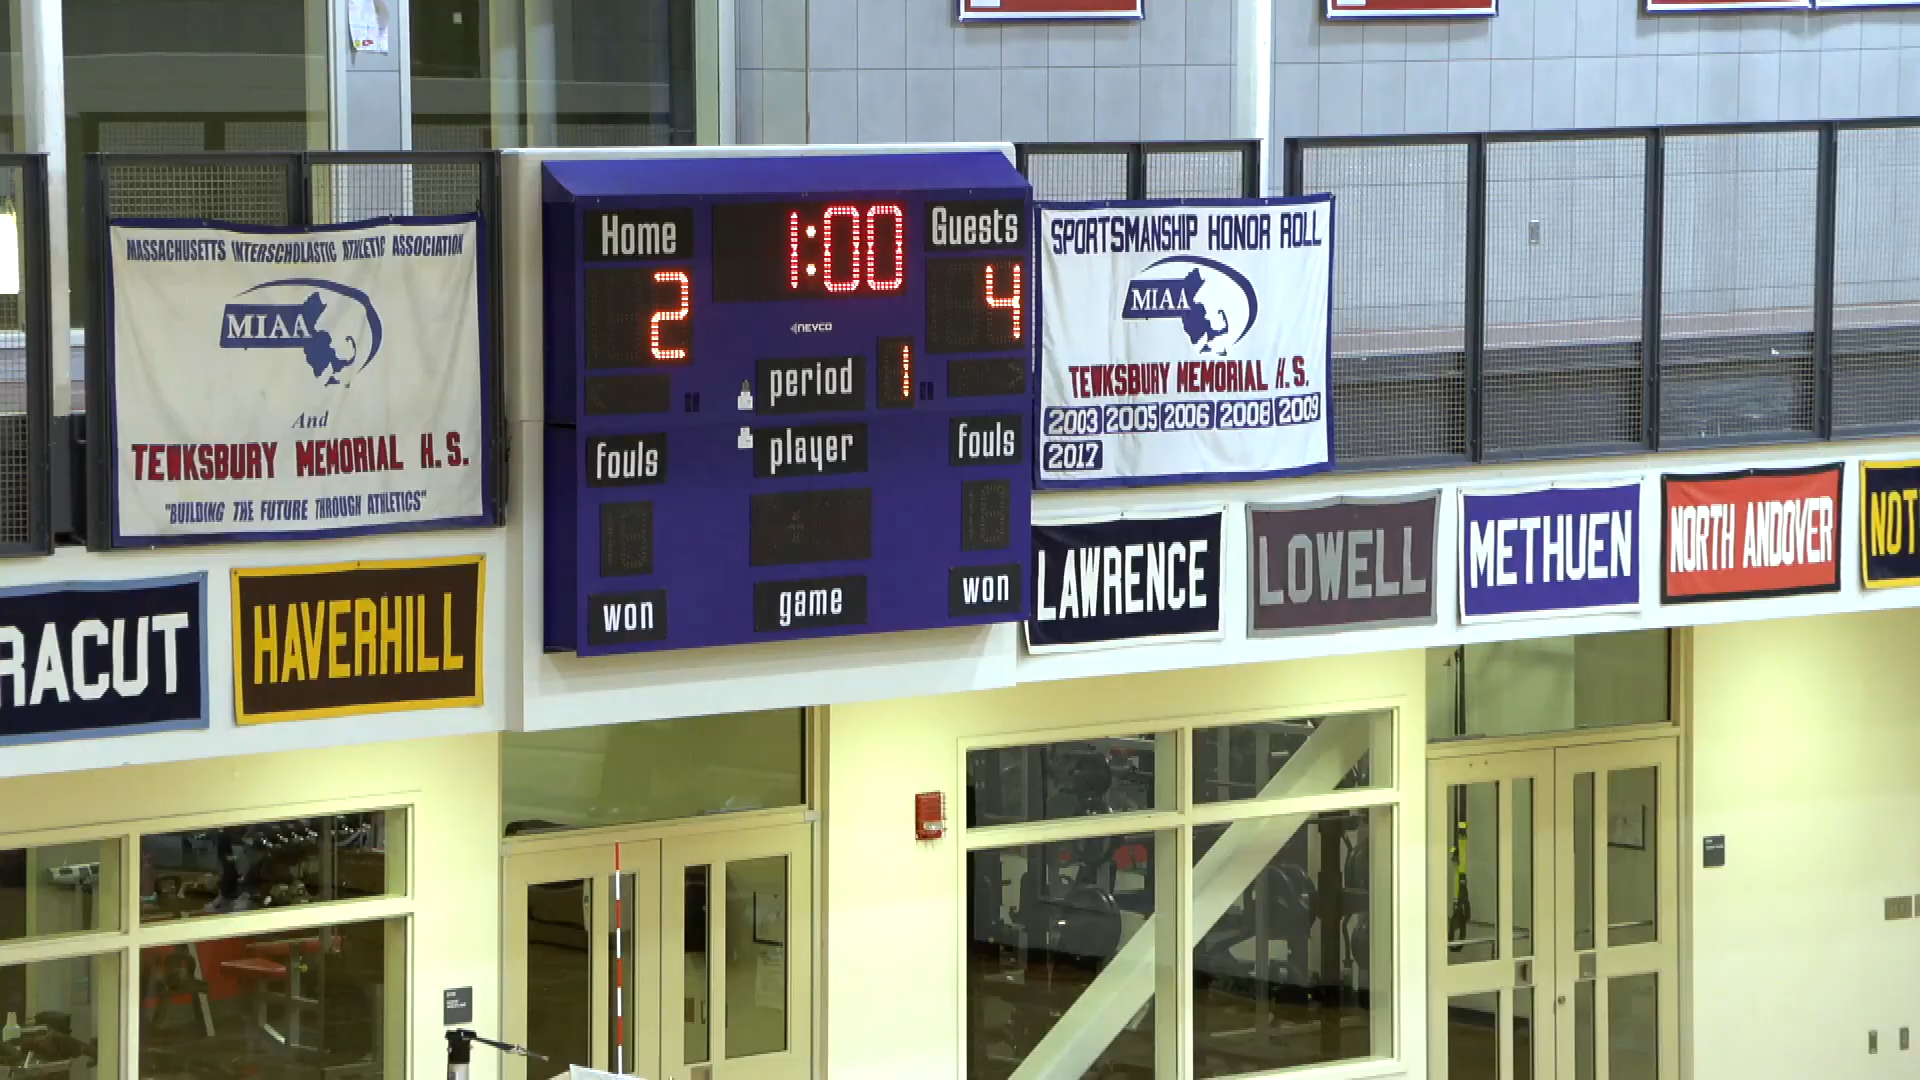 MASSACHUSETTS INTERSCHOLASTIC ATHLETIC ASSOCIATION
MIAA
And
TEWKSBURY MEMORIAL H.S.
"BUILDING THE FUTURE THROUGH ATHLETICS"
Home
1:00
Guests
2
4
NEVCO
period
1
fouls
player
fouls
won
game
won
SPORTSMANSHIP HONOR ROLL
MIAA
TEWKSBURY MEMORIAL H.S.
2003 2005 2006 2008 2009
2017
RACUT
HAVERHILL
LAWRENCE
LOWELL
METHUEN
NORTH ANDOVER
NOT